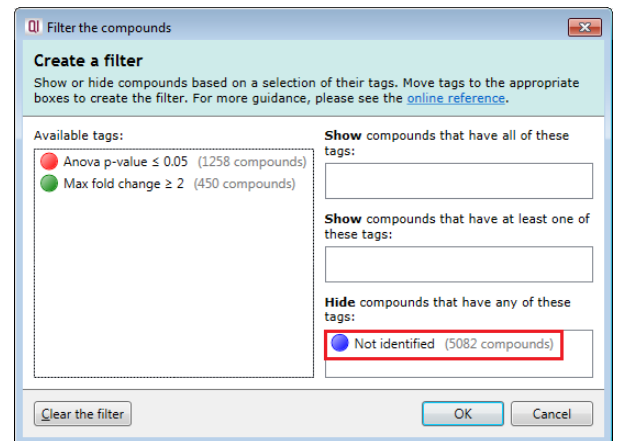 QI Filter the compounds
Create a filter
Show or hide compounds based on a selection of their tags. Move tags to the appropriate
boxes to create the filter. For more guidance, please see the online reference.
Available tags:
Anova p-value ≤ 0.05 (1258 compounds)
Max fold change ≥ 2 (450 compounds)
Show compounds that have all of these
tags:
Show compounds that have at least one of
these tags:
Hide compounds that have any of these
tags:
Not identified (5082 compounds)
Clear the filter
OK
Cancel